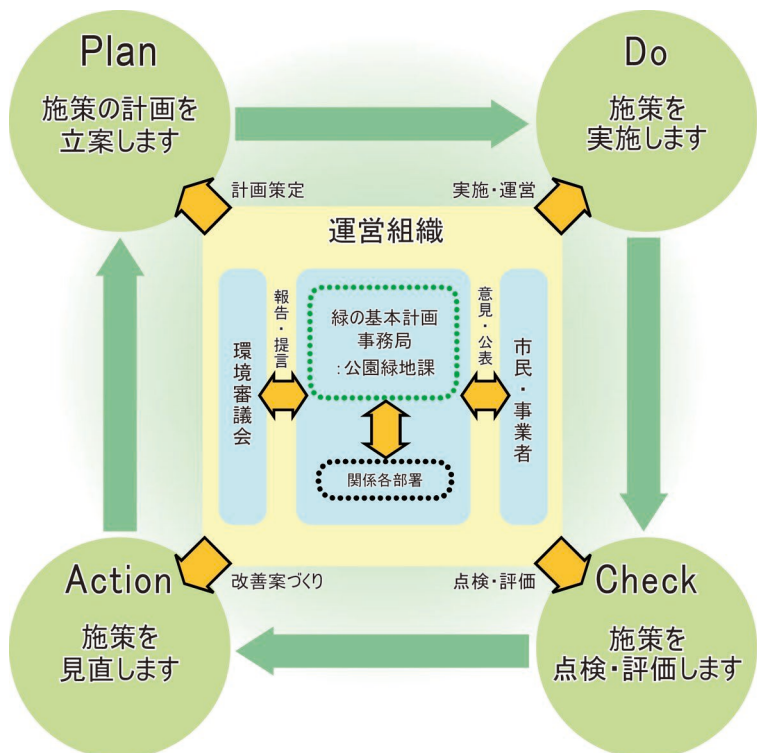 Plan
施策の計画を
立案します
Do
施策を
実施します
計画策定
実施・運営
運営組織
環境審議会
報告・提言
緑の基本計画
事務局
:公園緑地課
関係各部署
意見・公表
市民・事業者
改善案づくり
点検・評価
Action
施策を
見直します
Check
施策を
点検・評価します